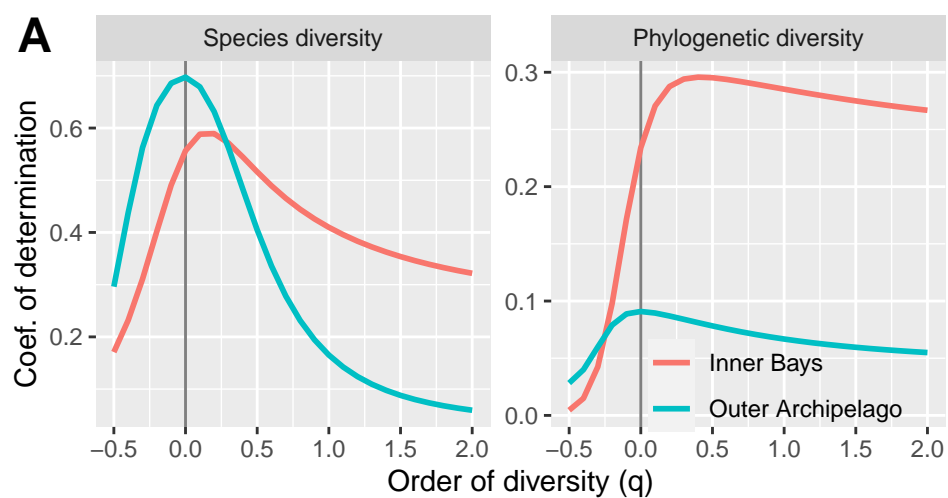 A
Species diversity
Phylogenetic diversity
Coef. of determination
0.6
0.4
0.2
0.3
0.2
0.1
0.0
−0.5 0.0 0.5 1.0 1.5 2.0
−0.5 0.0 0.5 1.0 1.5 2.0
Inner Bays
Outer Archipelago
Order of diversity (q)